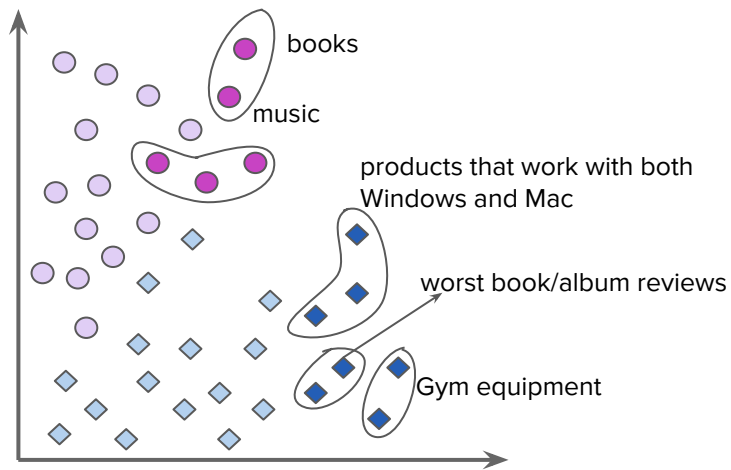 books
music
products that work with both
Windows and Mac
worst book/album reviews
Gym equipment